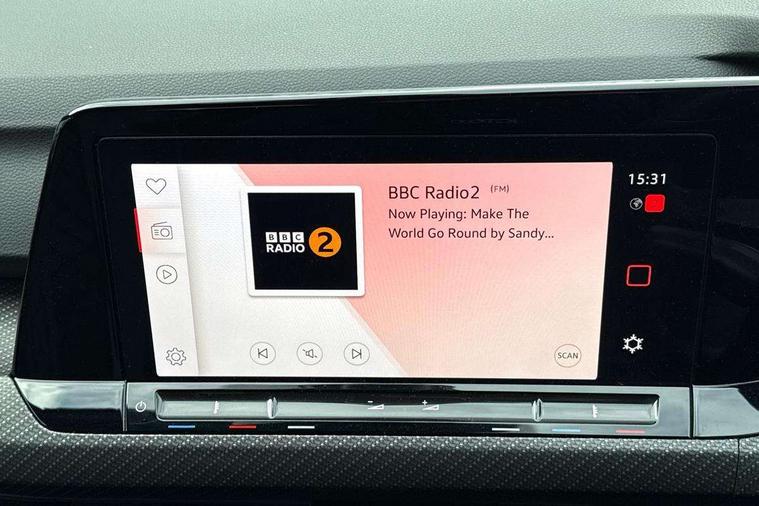 BBC Radio2 (FM)
Now Playing: Make The
World Go Round by Sandy...
BBC
RADIO 2
15:31
SCAN
- +